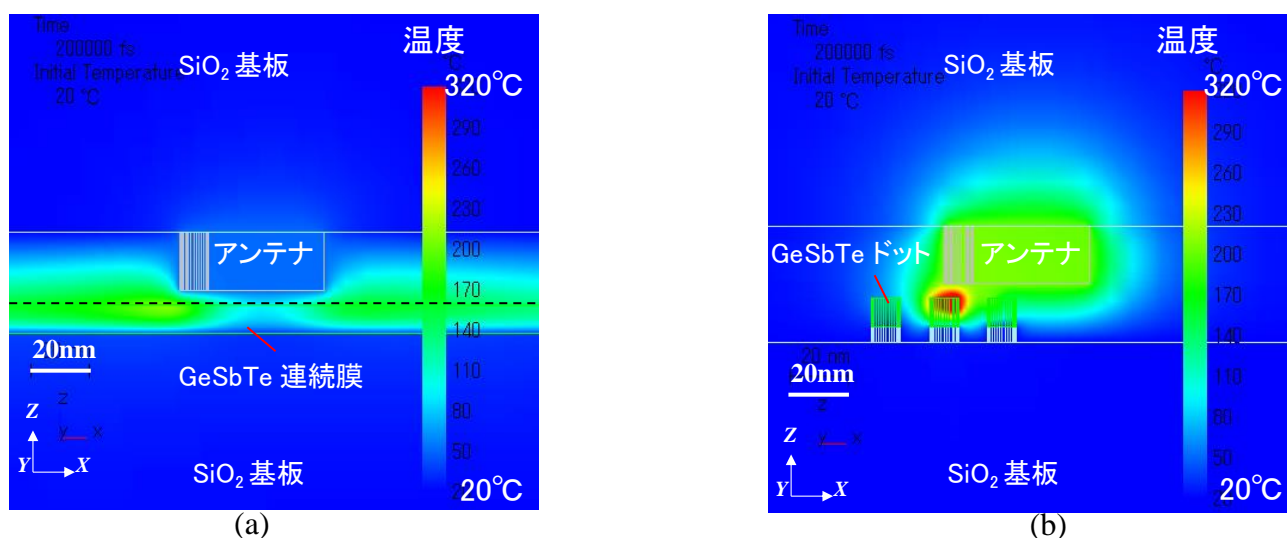 Time
200000 fs
Initial Temperature
20 °C
SiO2 基板
温度
°C
320℃
290
260
230
200
170
140
110
80
50
20℃
アンテナ
20nm
GeSbTe 連続膜
z
y x
Z
Y X
SiO2 基板
(a)
Time
200000 fs
Initial Temperature
20 °C
SiO2 基板
温度
°C
320℃
290
260
230
200
170
140
110
80
50
20℃
GeSbTe ドット
アンテナ
20 nm
20nm
z
y x
Z
Y X
SiO2 基板
(b)